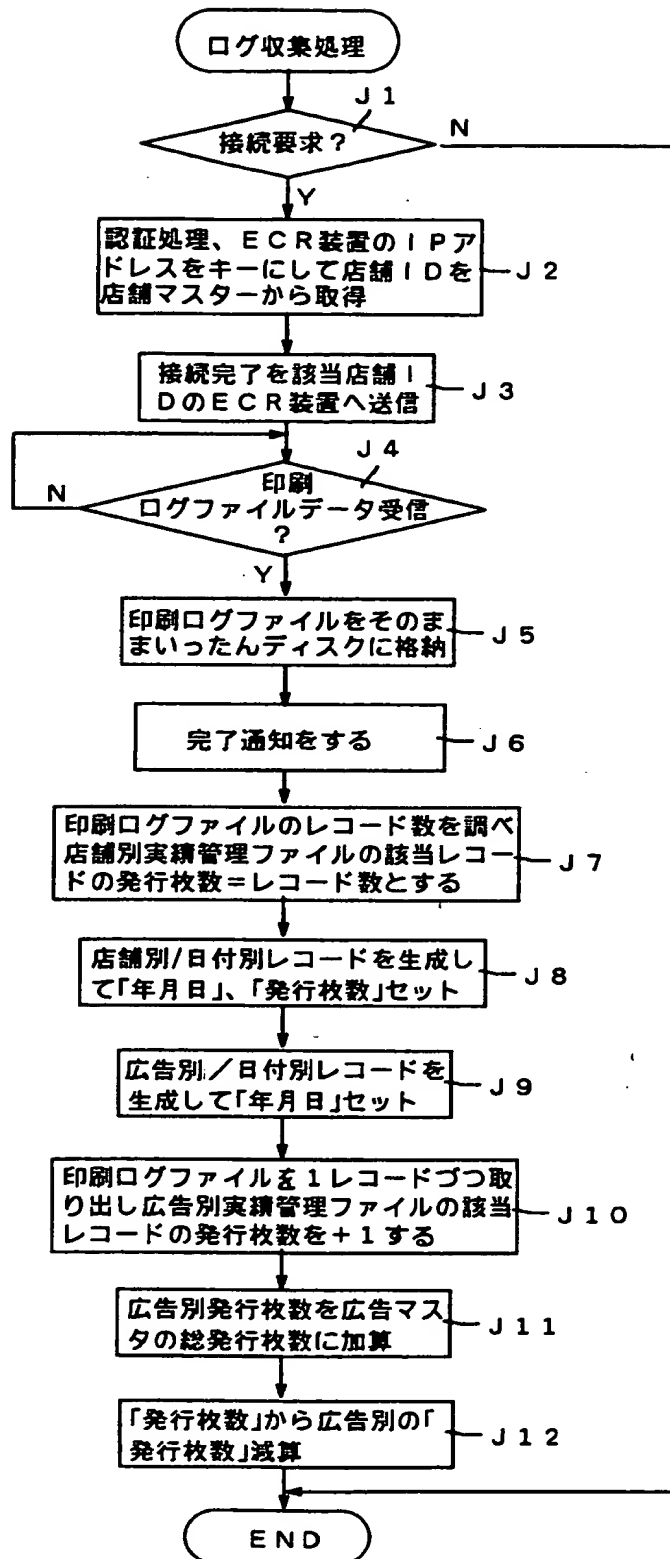 ログ収集処理
J1
接続要求？
N
Y
認証処理、ECR装置のIPア
ドレスをキーにして店舗IDを
店舗マスターから取得
J2
接続完了を該当店舗I
DのECR装置へ送信
J3
J4
印刷
ログファイルデータ受信
？
N
Y
印刷ログファイルをそのま
まいったんディスクに格納
J5
完了通知をする
J6
印刷ログファイルのレコード数を調べ
店舗別実績管理ファイルの該当レコー
ドの発行枚数=レコード数とする
J7
店舗別/日付別レコードを生成し
て「年月日」、「発行枚数」セット
J8
広告別／日付別レコードを
生成して「年月日」セット
J9
印刷ログファイルを1レコードづつ取
り出し広告別実績管理ファイルの該当
レコードの発行枚数を+1する
J10
広告別発行枚数を広告マス
タの総発行枚数に加算
J11
「発行枚数」から広告別の「
発行枚数」減算
J12
END